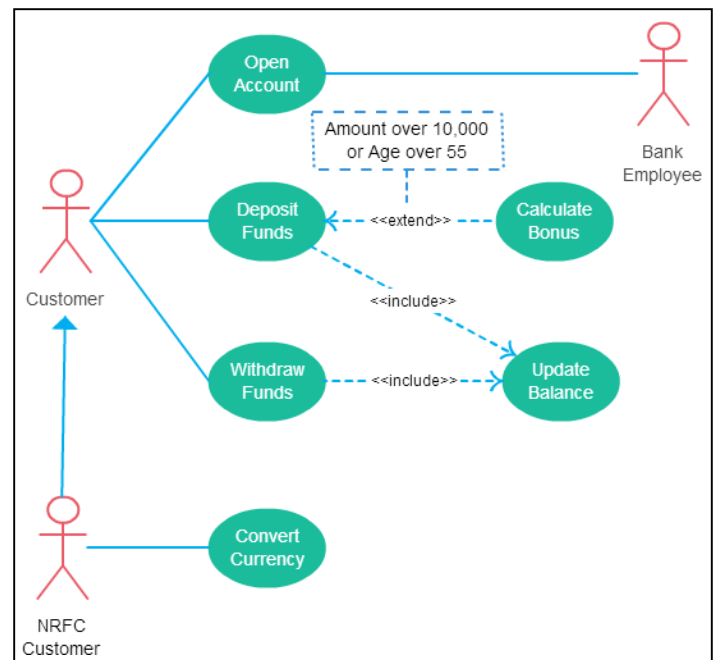 Open
Account
Amount over 10,000
or Age over 55
Bank
Employee
Deposit
Funds
<<extend>>
Calculate
Bonus
Customer
<<include>>
Withdraw
Funds
<<include>>
Update
Balance
Convert
Currency
NRFC
Customer